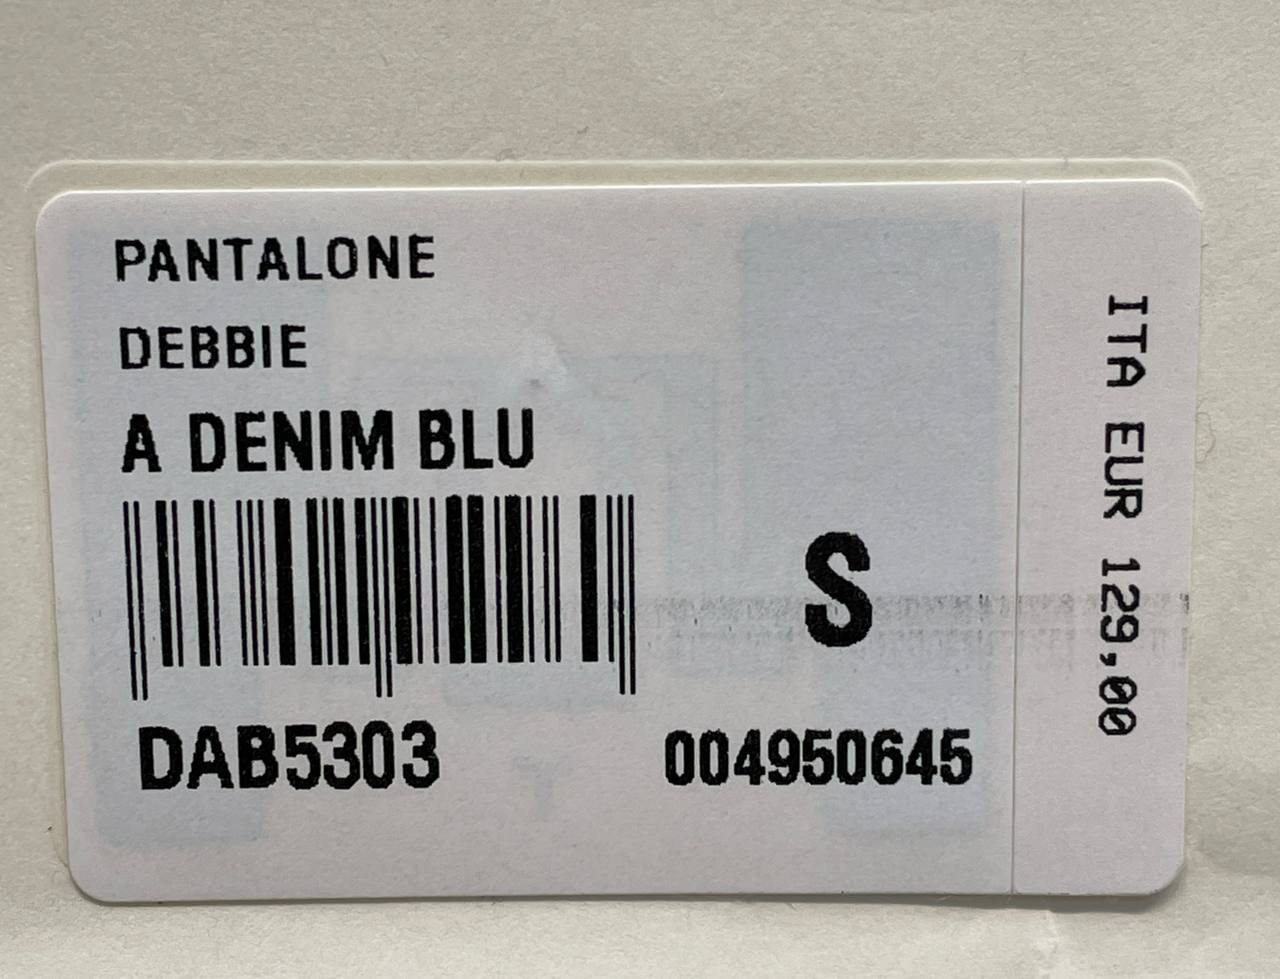 PANTALONE
DEBBIE
A DENIM BLU
S
DAB5303
004950645
ITA EUR 129,00